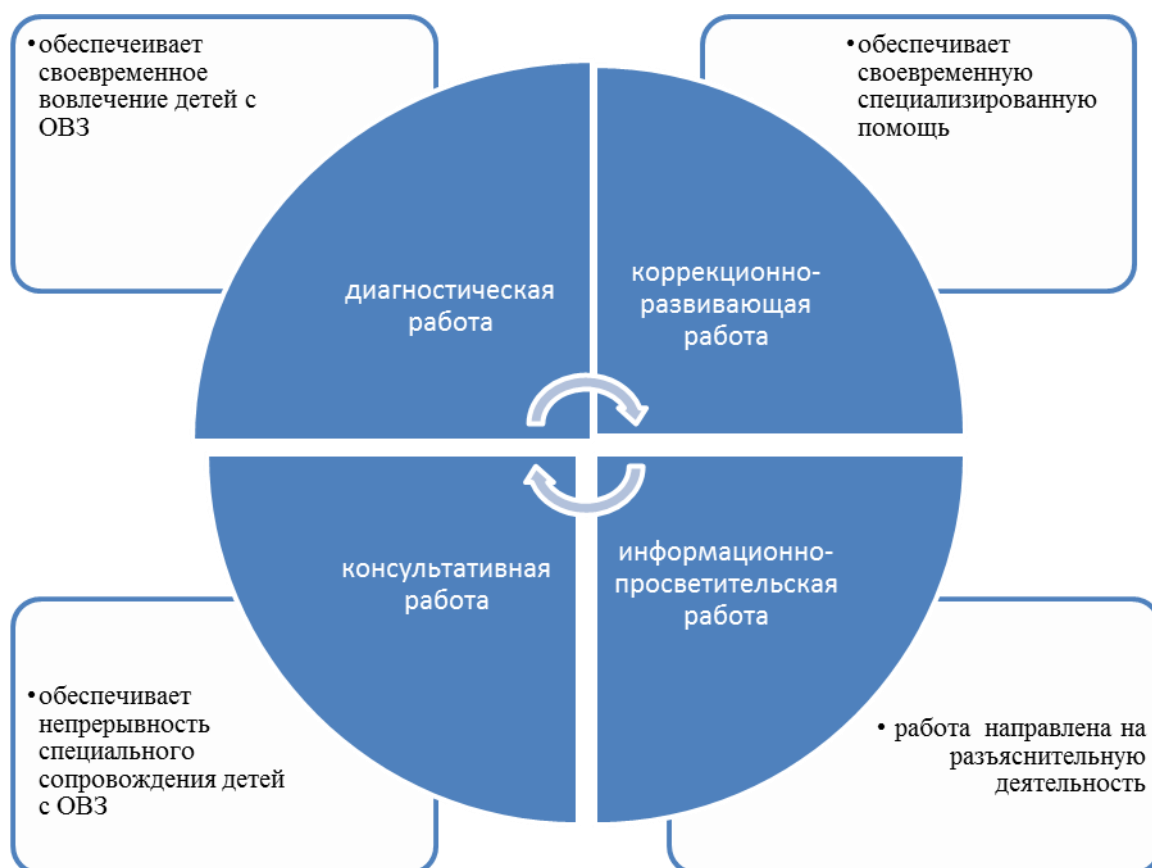 •обеспечеивает
своевременное
вовлечение детей с
ОВЗ
•обеспечивает
своевременную
специализированную
помощь
диагностическая
работа
коррекционно-
развивающая
работа
консультативная
работа
информационно-
просветительская
работа
•обеспечивает
непрерывность
специального
сопровождения детей
с ОВЗ
• работа направлена на
разъяснительную
деятельность